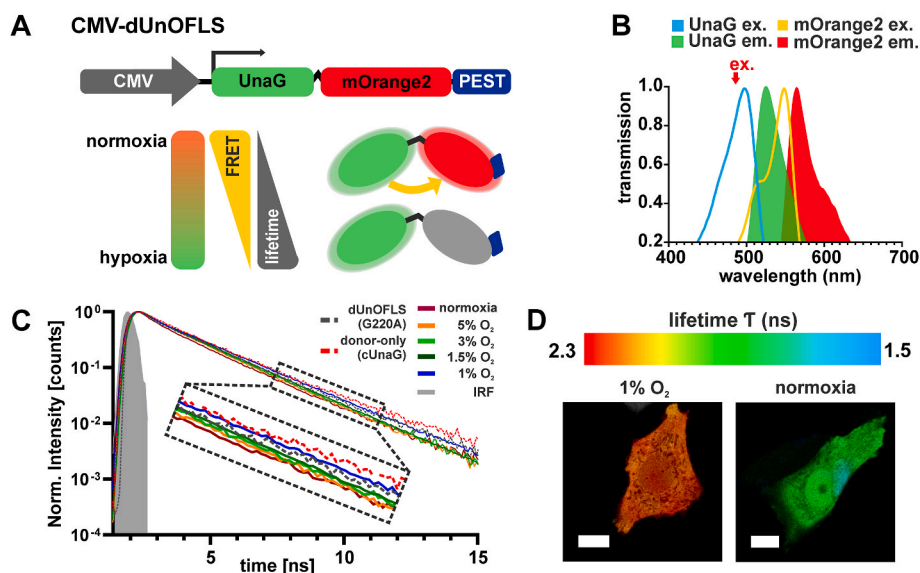 A
CMV-dUnOFLS
CMV
UnaG
mOrange2
PEST
normoxia
hypoxia
FRET
lifetime
B
UnaG ex.
mOrange2 ex.
UnaG em.
mOrange2 em.
ex.
transmission
1.0
0.8
0.6
0.4
0.2
400
500
600
700
wavelength (nm)
C
Norm. Intensity [counts]
10⁰
10⁻¹
10⁻²
10⁻³
10⁻⁴
dUnOFLS
(G220A)
donor-only
(cUnaG)
normoxia
5% O₂
3% O₂
1.5% O₂
1% O₂
IRF
5
10
15
time [ns]
D
lifetime Ƭ (ns)
2.3
1.5
1% O₂
normoxia